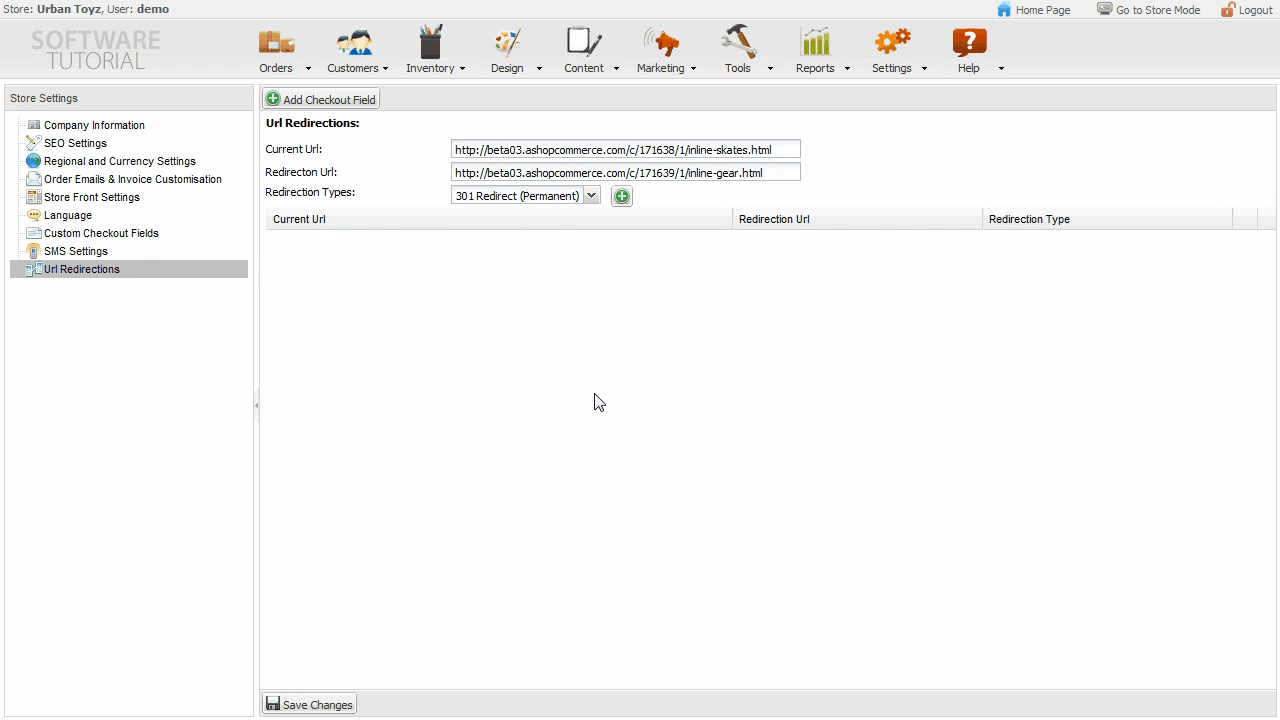 Store: Urban Toyz, User: demo
Home Page
Go to Store Mode
Logout
SOFTWARE
TUTORIAL
Orders
Customers
Inventory
Design
Content
Marketing
Tools
Reports
Settings
Help
Store Settings
Company Information
SEO Settings
Regional and Currency Settings
Order Emails & Invoice Customisation
Store Front Settings
Language
Custom Checkout Fields
SMS Settings
Url Redirections
Add Checkout Field
Url Redirections:
Current Url: http://beta03.ashopcommerce.com/c/171638/1/inline-skates.html
Redirecton Url: http://beta03.ashopcommerce.com/c/171639/1/inline-gear.html
Redirection Types: 301 Redirect (Permanent)
Current Url Redirection Url Redirection Type
Save Changes